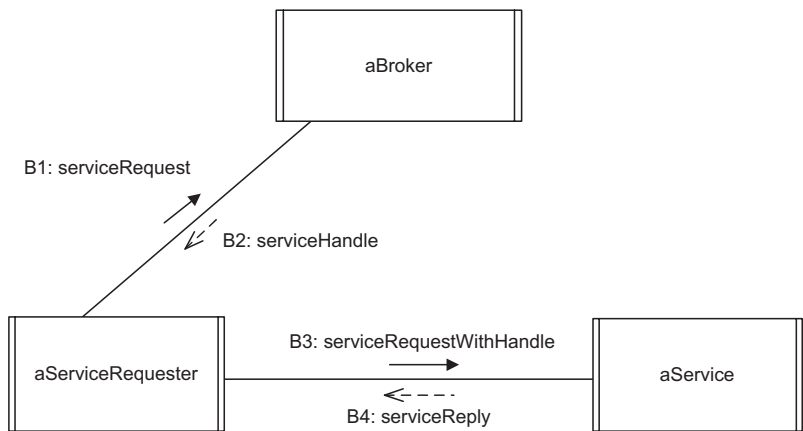 aBroker
B1: serviceRequest
B2: serviceHandle
B3: serviceRequestWithHandle
aServiceRequester
aService
B4: serviceReply